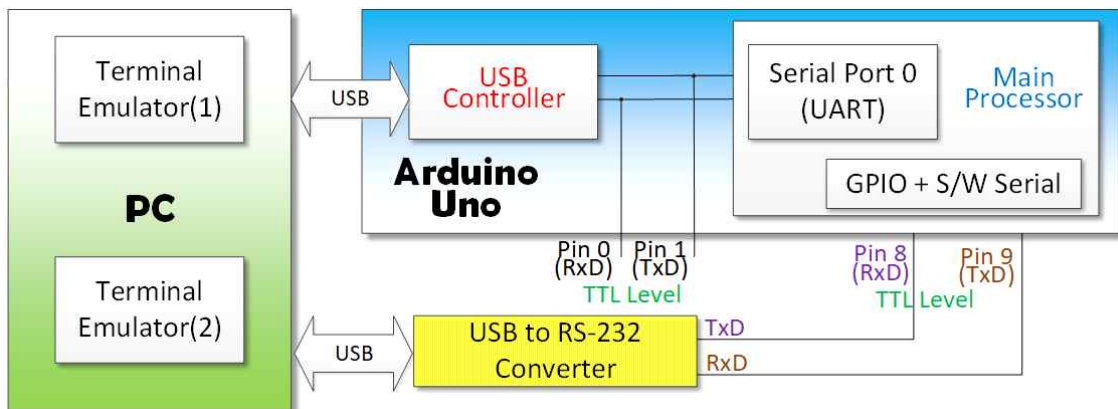 Terminal
Emulator(1)
PC
Terminal
Emulator(2)
USB
USB
Controller
Arduino
Uno
Serial Port 0
(UART)
Main
Processor
GPIO + S/W Serial
Pin 0
(RxD)
Pin 1
(TxD)
TTL Level
Pin 8
(RxD)
Pin 9
(TxD)
TTL Level
USB
USB to RS-232
Converter
TxD
RxD